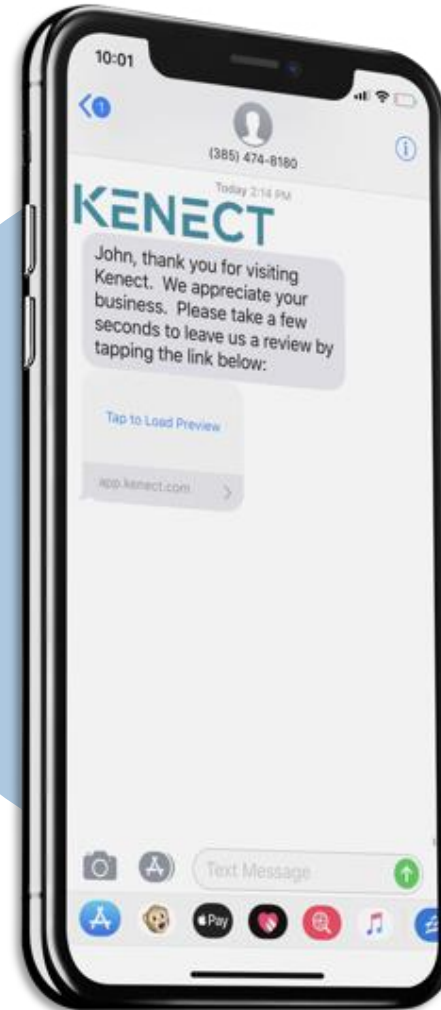 10:01
1
(385) 474-8180
Today 2:14 PM
KENECT
John, thank you for visiting
Kenect.  We appreciate your
business.  Please take a few
seconds to leave us a review by
tapping the link below:
Tap to Load Preview
app.kenect.com
Text Message
Pay